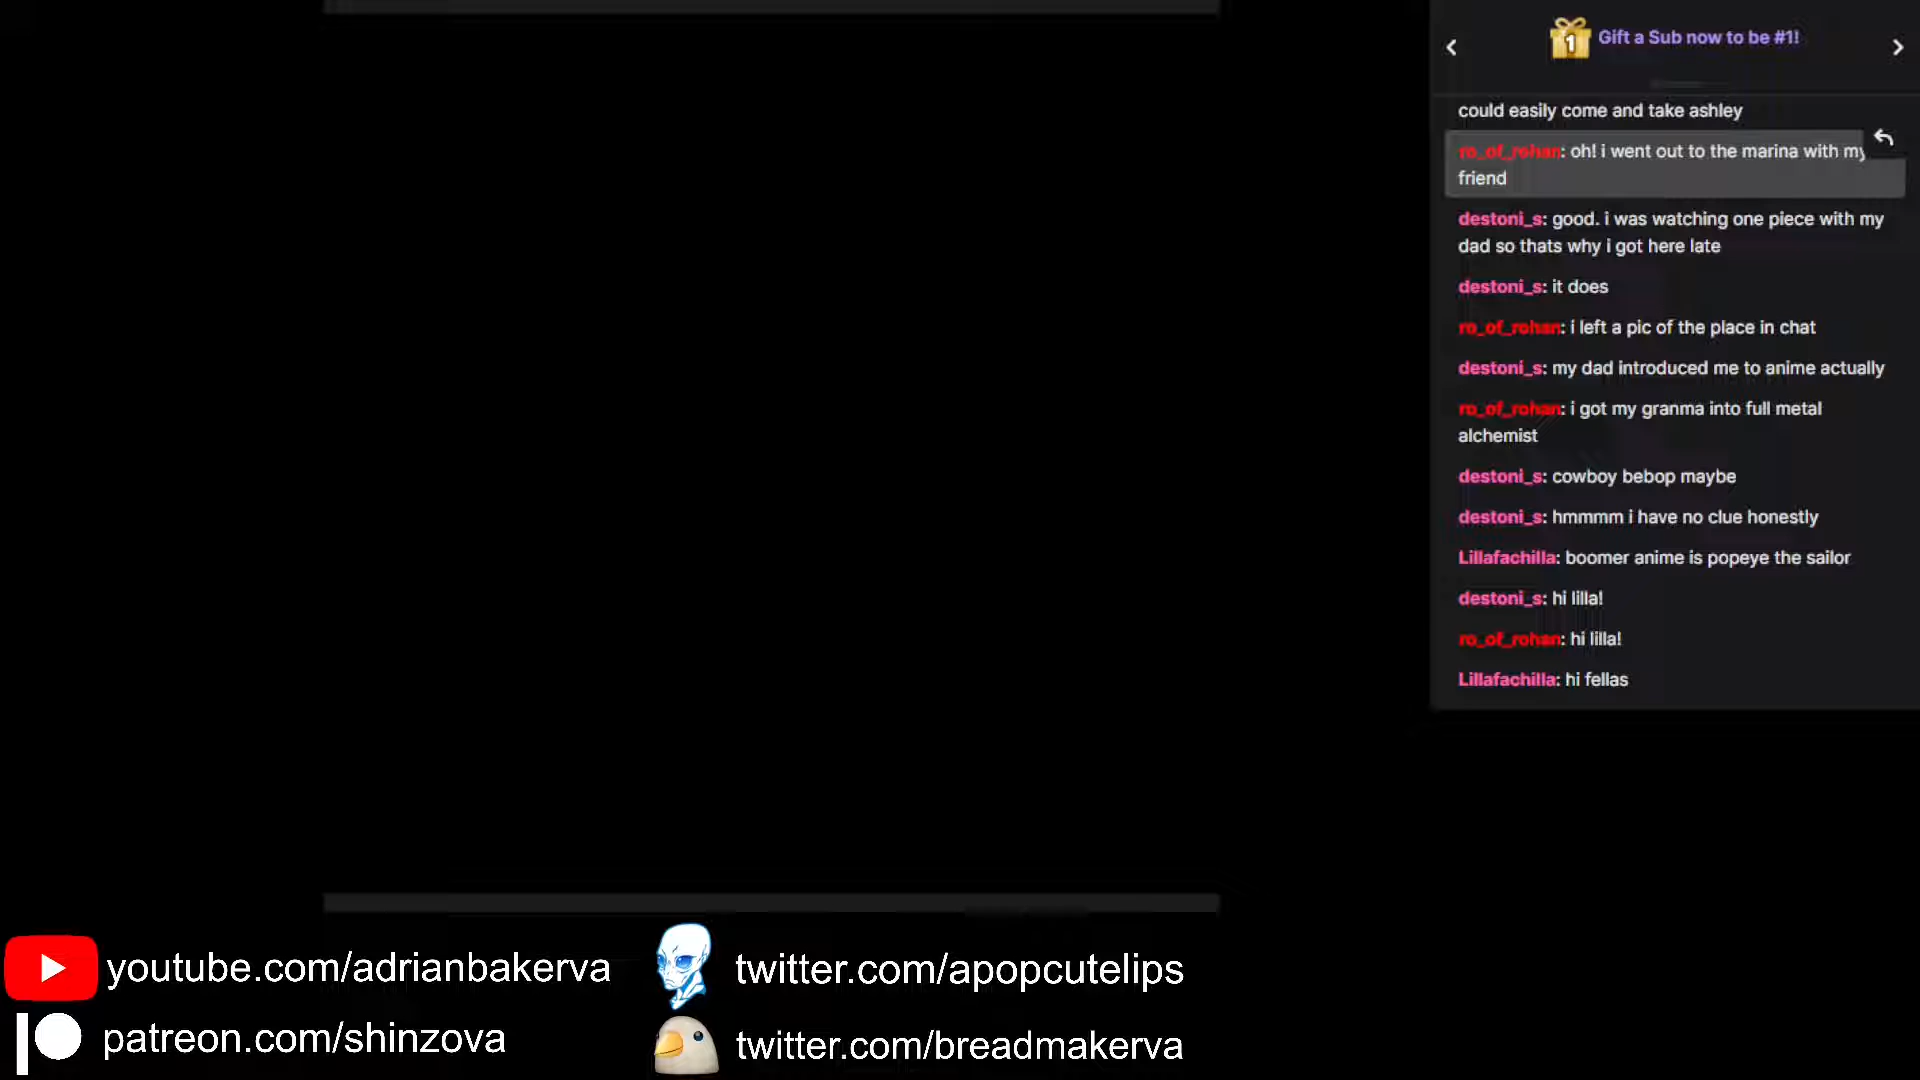 1 Gift a Sub now to be #1!
could easily come and take ashley
ro_of_rohan: oh! i went out to the marina with my
friend
destoni_s: good. i was watching one piece with my
dad so thats why i got here late
destoni_s: it does
ro_of_rohan: i left a pic of the place in chat
destoni_s: my dad introduced me to anime actually
ro_of_rohan: i got my granma into full metal
alchemist
destoni_s: cowboy bebop maybe
destoni_s: hmmmm i have no clue honestly
Lillafachilla: boomer anime is popeye the sailor
destoni_s: hi lilla!
ro_of_rohan: hi lilla!
Lillafachilla: hi fellas
youtube.com/adrianbakerva
twitter.com/apopcutelips
patreon.com/shinzova
twitter.com/breadmakerva